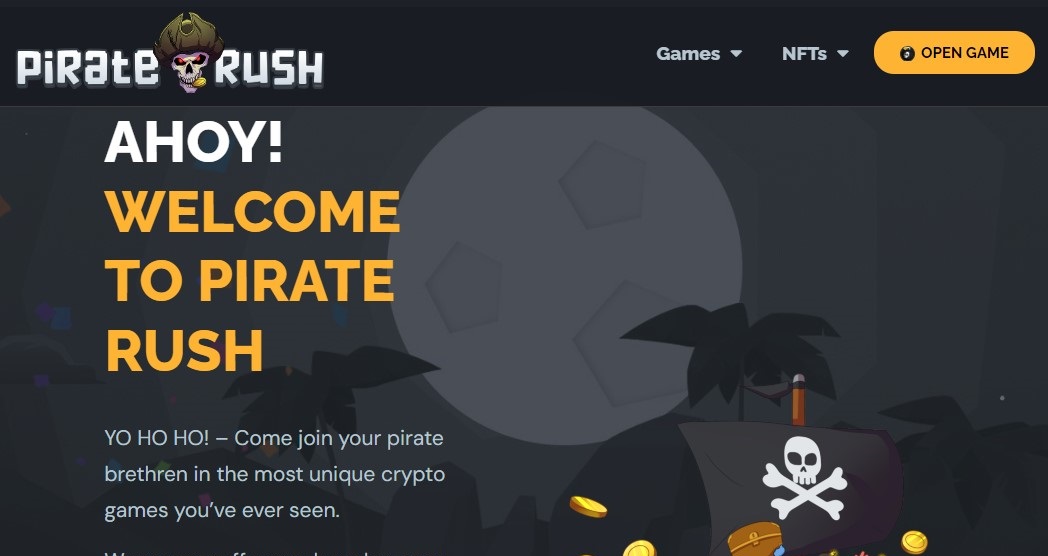 PiRate RUSH
Games
NFTs
OPEN GAME
AHOY!
WELCOME
TO PIRATE
RUSH
YO HO HO! – Come join your pirate
brethren in the most unique crypto
games you’ve ever seen.